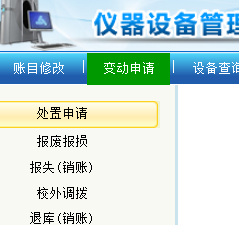 仪器设备管理
账目修改 变动申请 设备查询
处置申请
报废报损
报失(销账)
校外调拨
退库(销账)